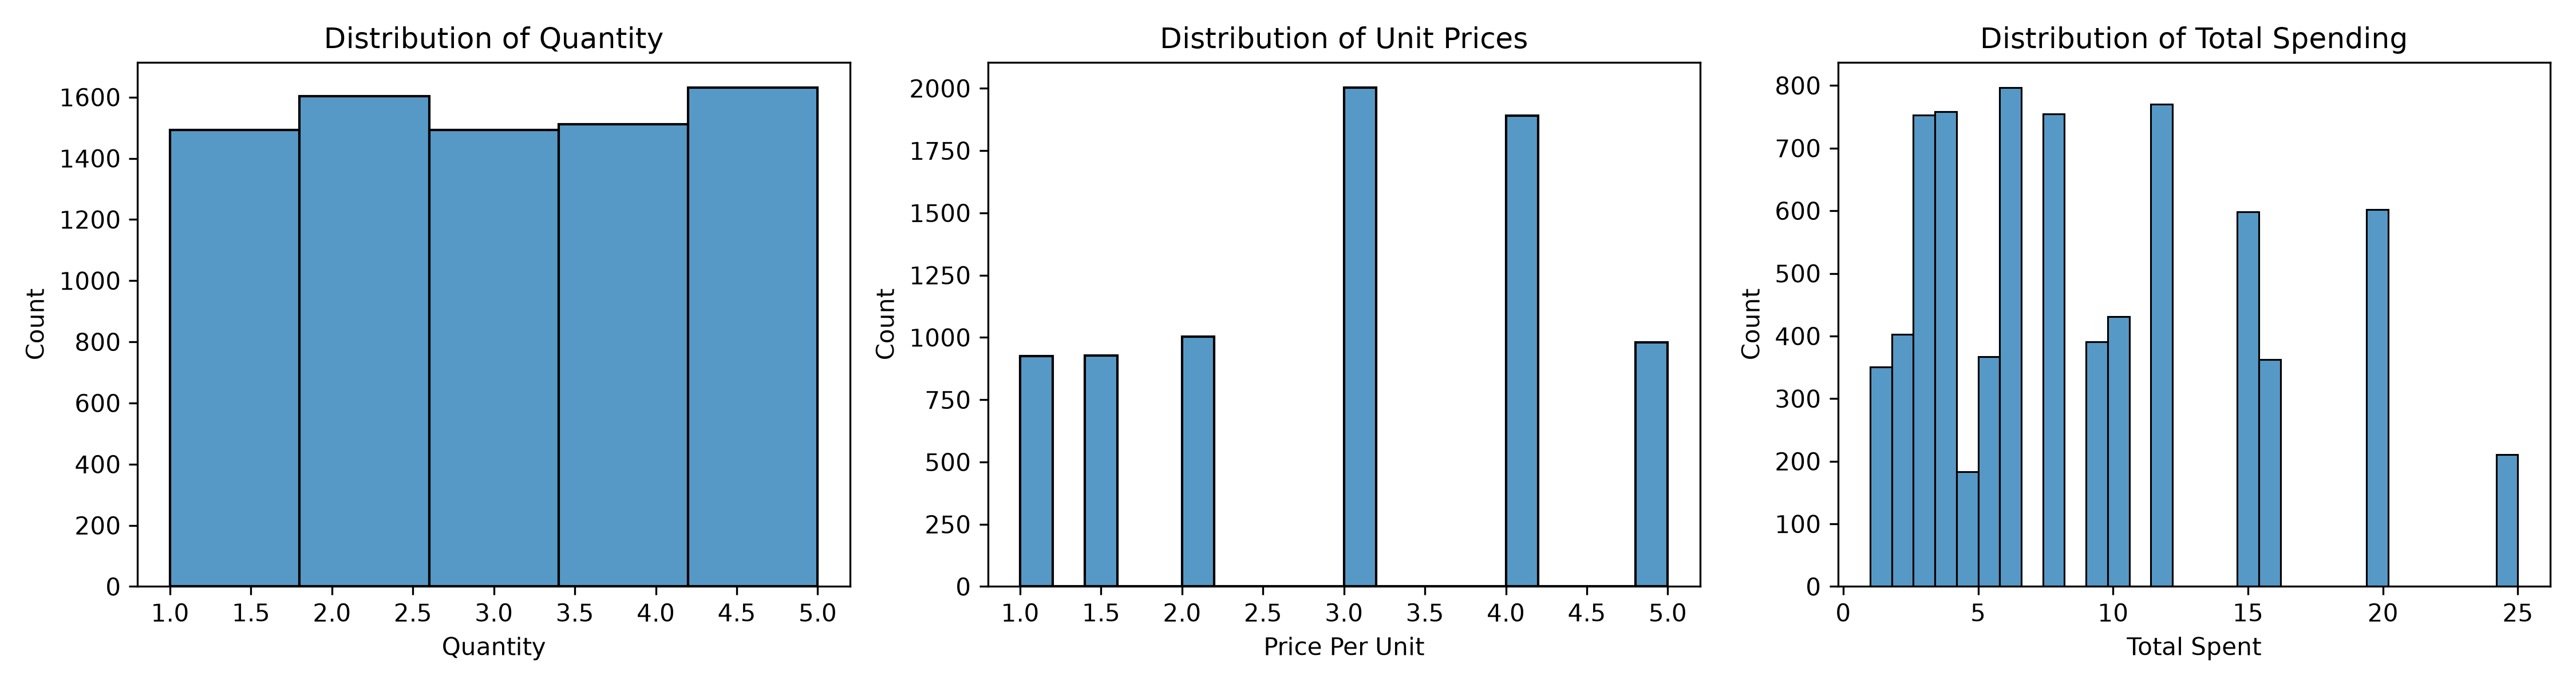 Distribution of Quantity
1600
1400
1200
1000
800
600
400
200
0
Count
1.0 1.5 2.0 2.5 3.0 3.5 4.0 4.5 5.0
Quantity
Distribution of Unit Prices
2000
1750
1500
1250
1000
750
500
250
0
Count
1.0 1.5 2.0 2.5 3.0 3.5 4.0 4.5 5.0
Price Per Unit
Distribution of Total Spending
800
700
600
500
400
300
200
100
0
Count
0 5 10 15 20 25
Total Spent